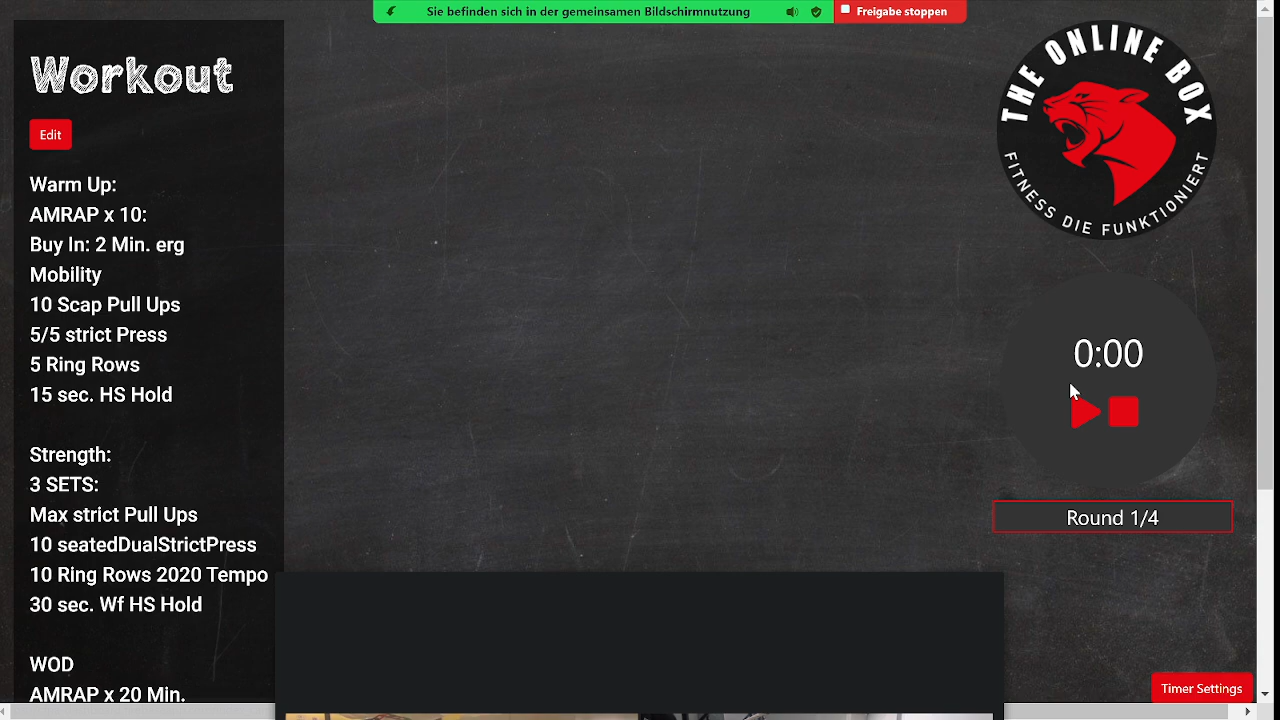 Sie befinden sich in der gemeinsamen Bildschirmnutzung
Freigabe stoppen
Workout
Edit
Warm Up:
AMRAP x 10:
Buy In: 2 Min. erg
Mobility
10 Scap Pull Ups
5/5 strict Press
5 Ring Rows
15 sec. HS Hold
Strength:
3 SETS:
Max strict Pull Ups
10 seatedDualStrictPress
10 Ring Rows 2020 Tempo
30 sec. Wf HS Hold
WOD
AMRAP x 20 Min.
THE ONLINE BOX
FITNESS DIE FUNKTIONIERT
0:00
Round 1/4
Timer Settings